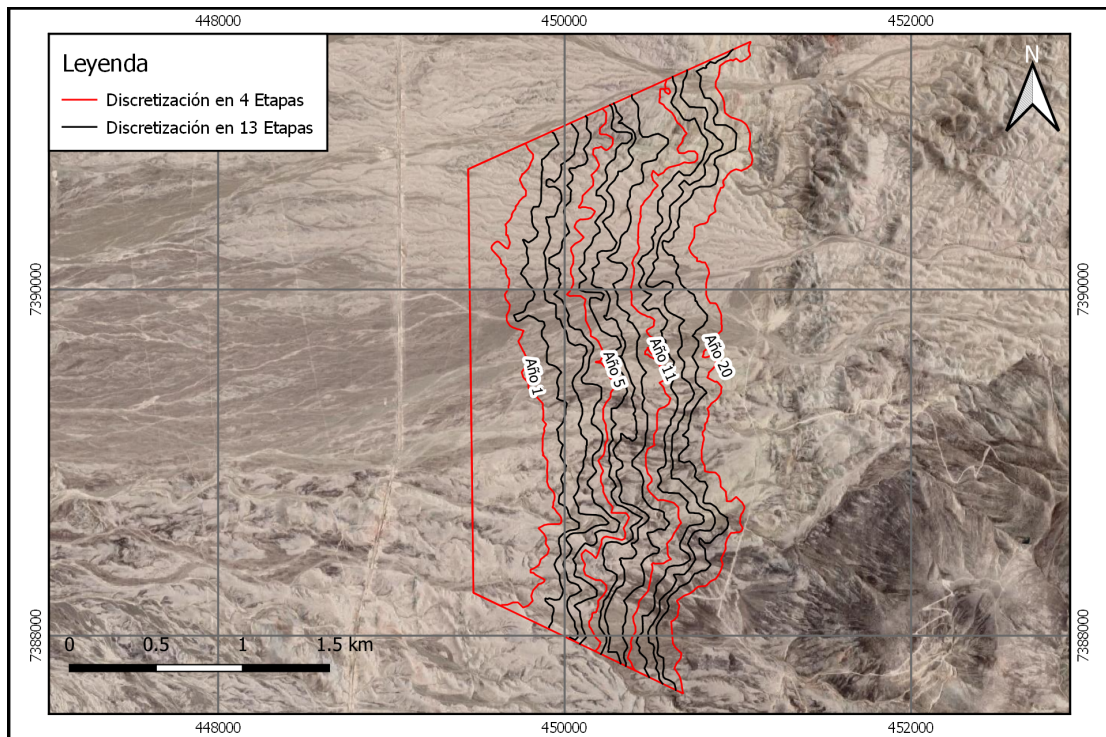 448000
450000
452000
Leyenda
Discretización en 4 Etapas
Discretización en 13 Etapas
N
7390000
7390000
Año 1
Año 5
Año 11
Año 20
7388000
7388000
0 0.5 1 1.5 km
448000
450000
452000